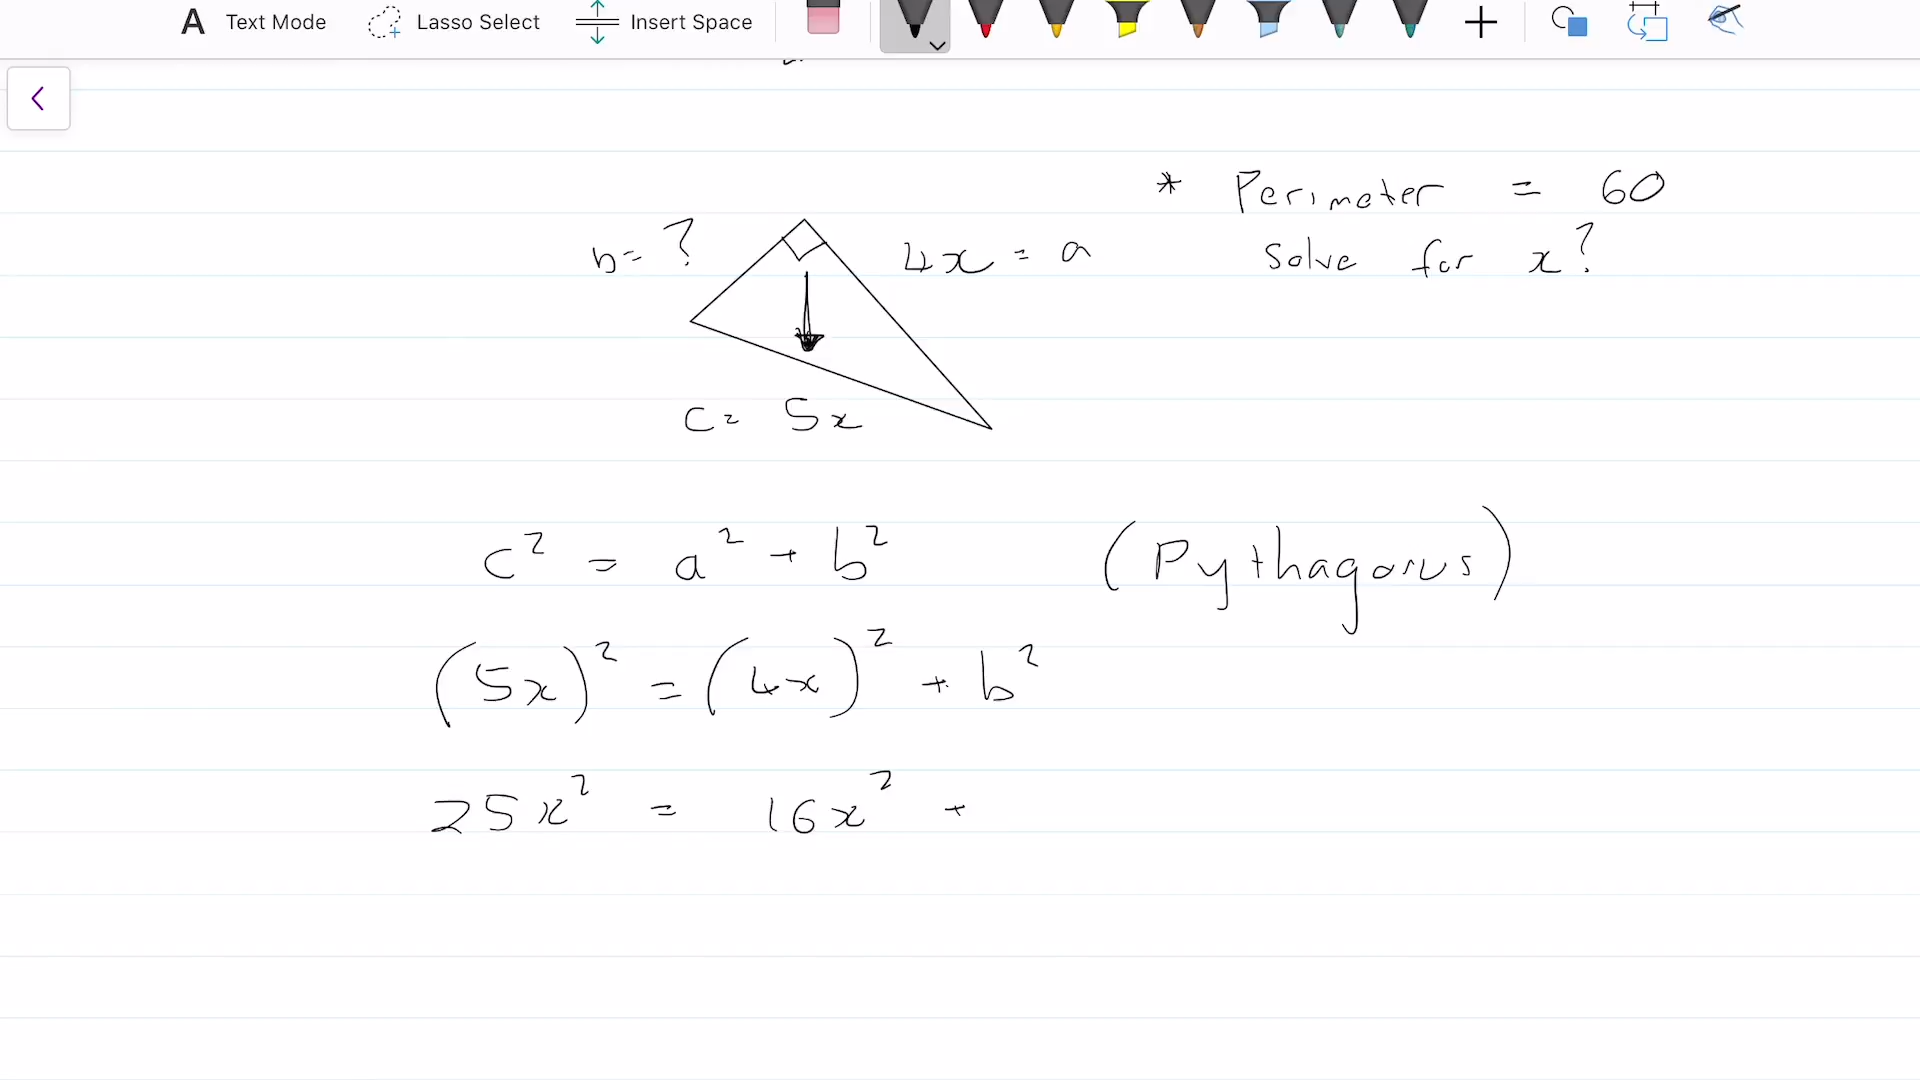 A Text Mode Lasso Select Insert Space
* Perimeter = 60
b = ? 4x = a Solve for x?
c = 5x
c² = a² + b² (Pythagorus)
(5x)² = (4x)² + b²
25x² = 16x² +